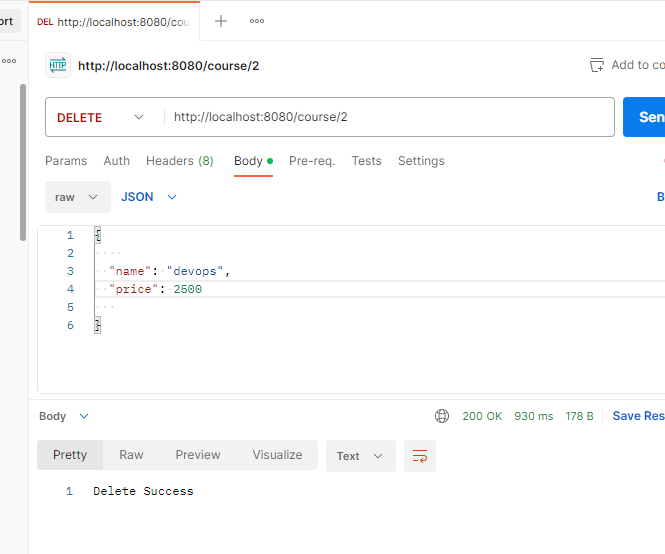 ort
DEL http://localhost:8080/cou
HTTP http://localhost:8080/course/2
Add to co
DELETE http://localhost:8080/course/2
Sen
Params Auth Headers (8) Body Pre-req. Tests Settings
raw JSON
B
1 {
2
3 "name": "devops",
4 "price": 2500
5
6 }
Body 200 OK 930 ms 178 B Save Res
Pretty Raw Preview Visualize Text
1 Delete Success